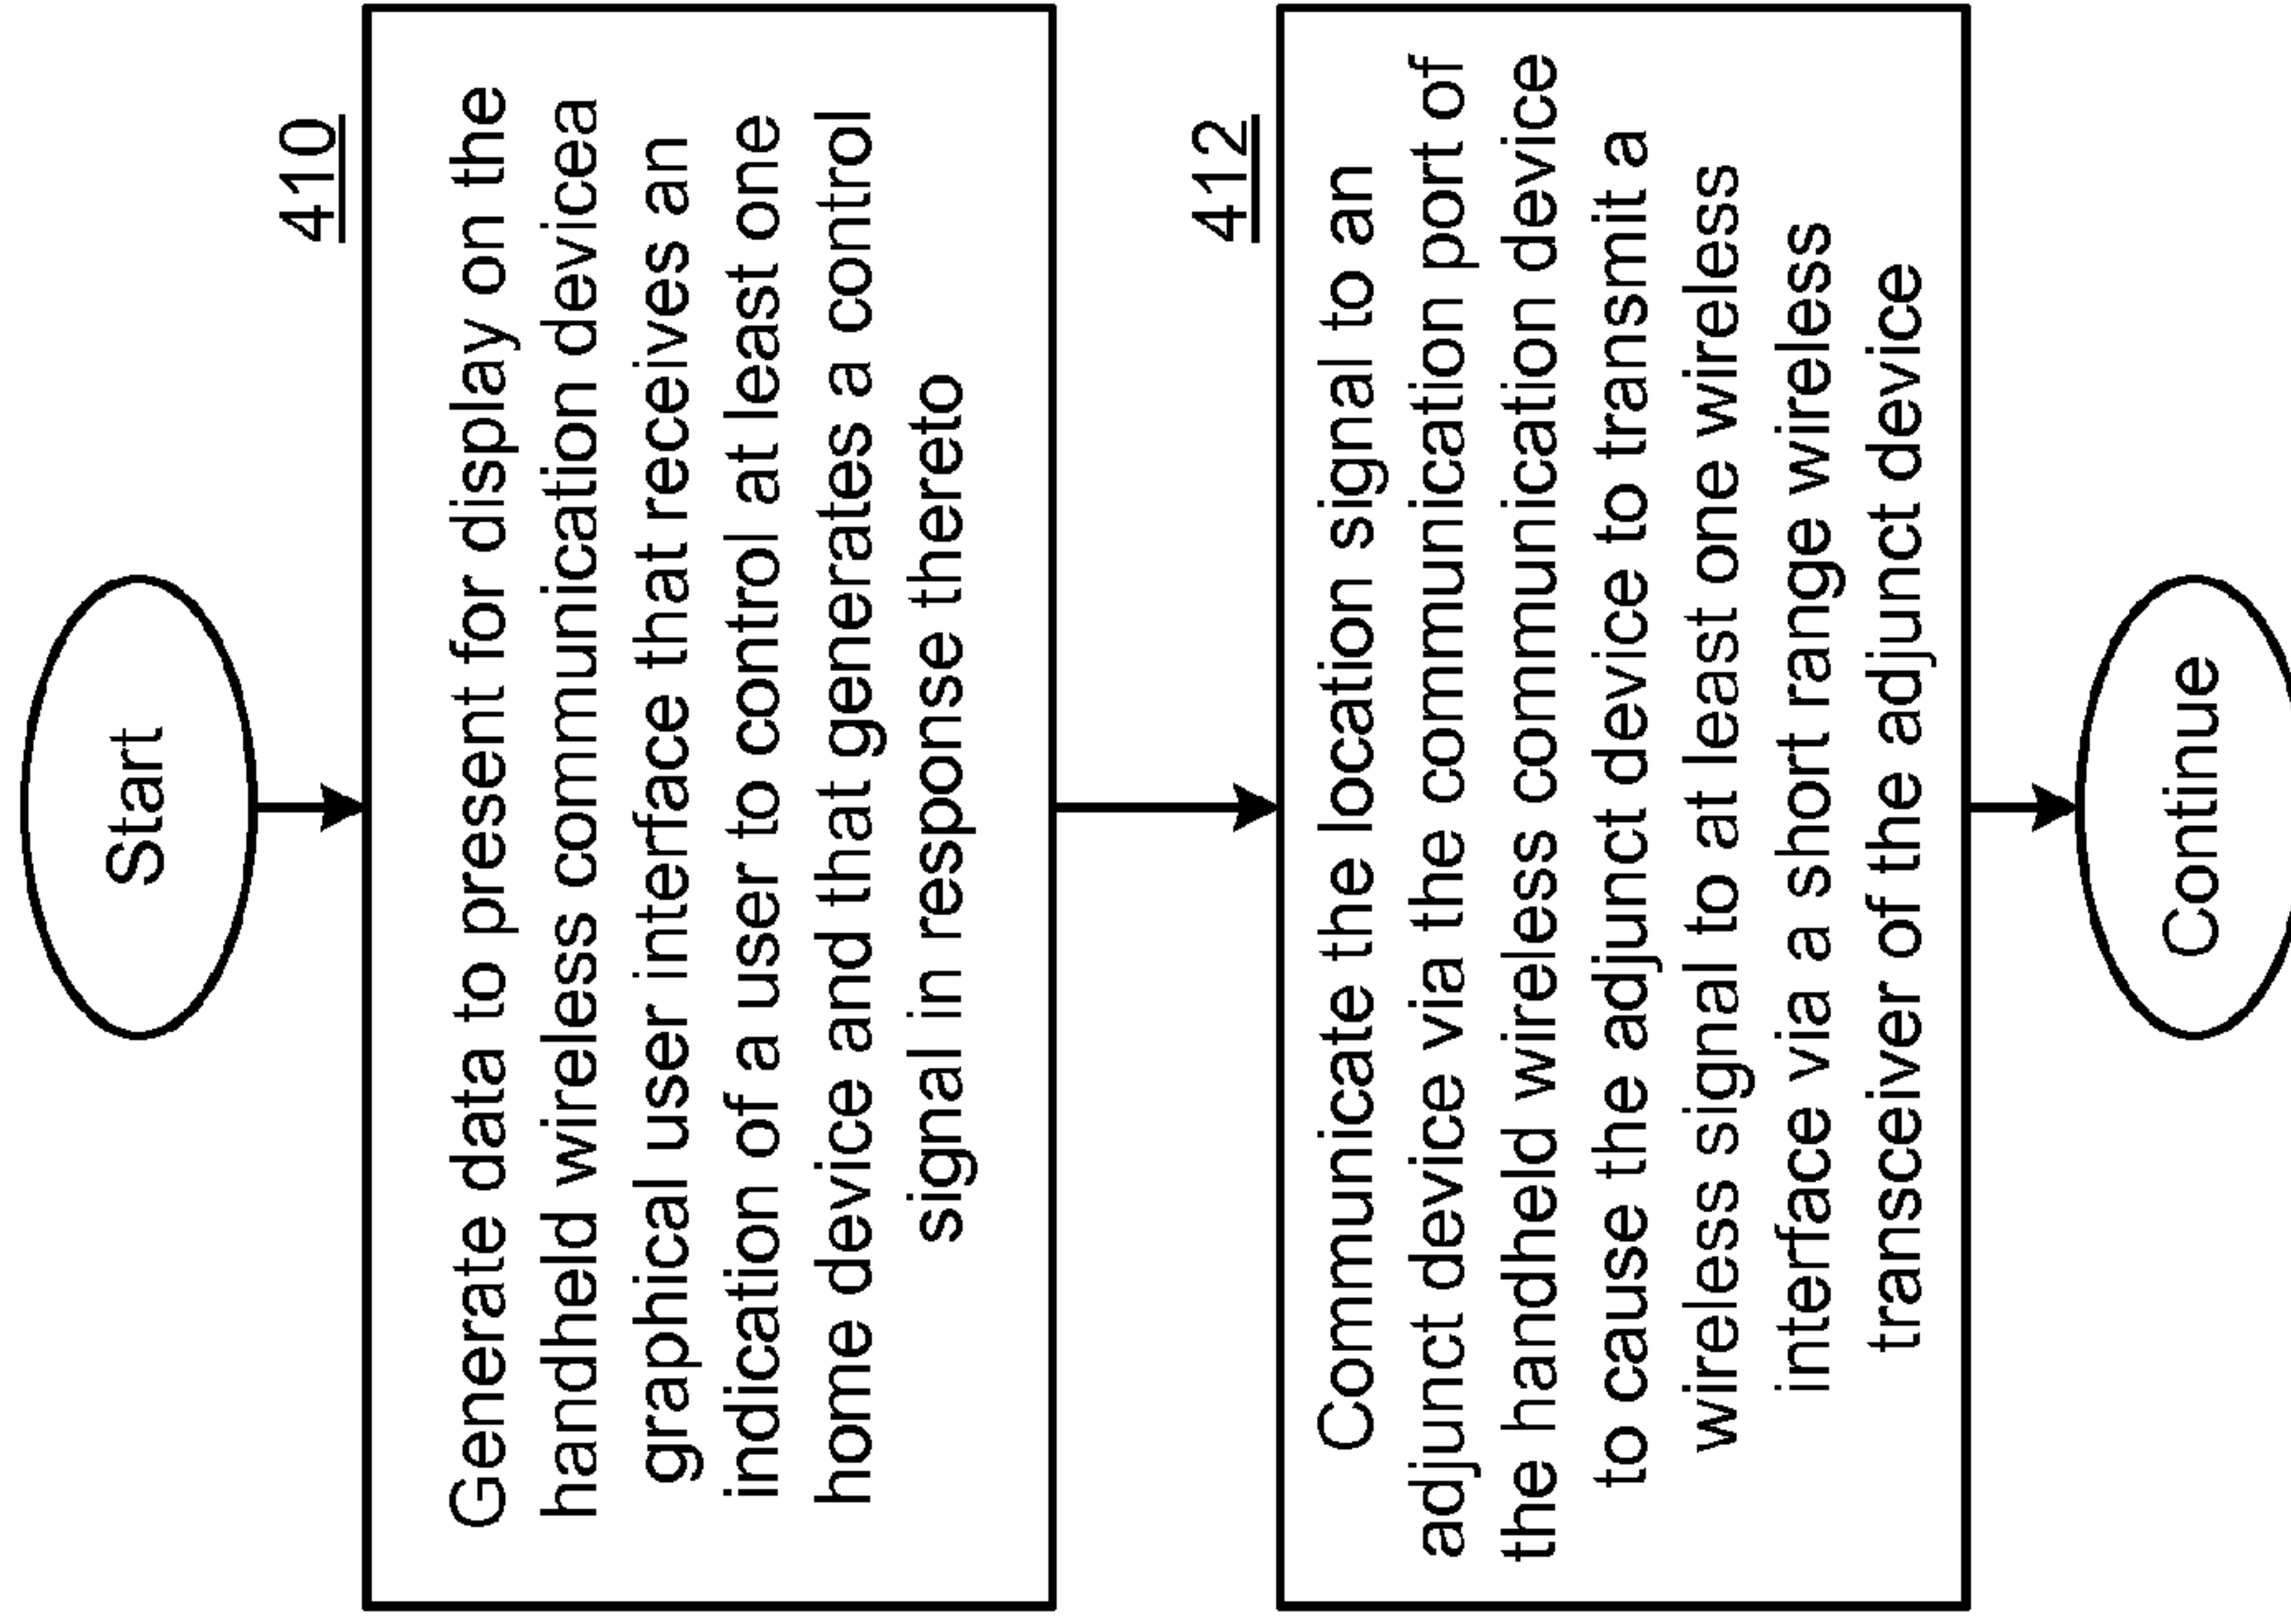 Start
410
Generate data to present for display on the
handheld wireless communication devicea
graphical user interface that receives an
indication of a user to control at least one
home device and that generates a control
signal in response thereto
412
Communicate the location signal to an
adjunct device via the communication port of
the handheld wireless communication device
to cause the adjunct device to transmit a
wireless signal to at least one wireless
interface via a short range wireless
transceiver of the adjunct device
Continue